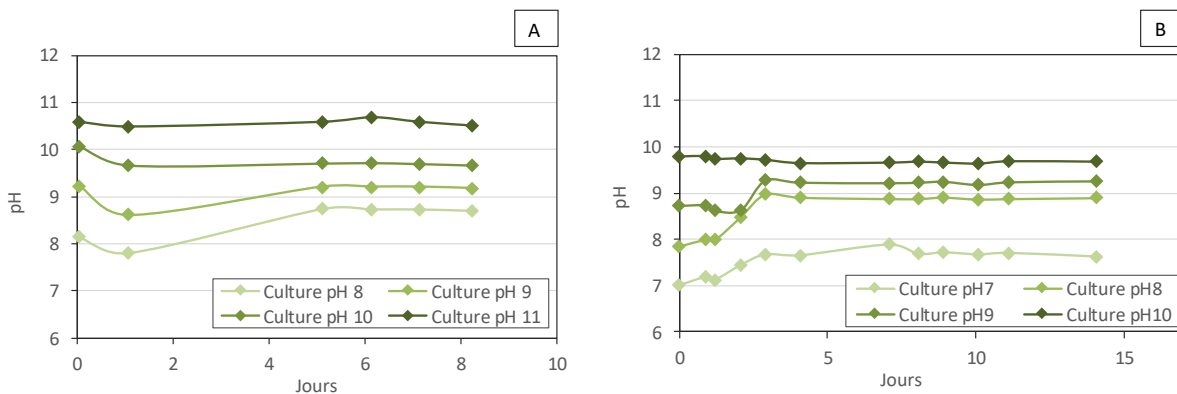 A
12
11
10
9
8
7
6
pH
0 2 4 6 8 10
Jours
Culture pH 8 Culture pH 9
Culture pH 10 Culture pH 11
B
12
11
10
9
8
7
6
pH
0 5 10 15
Jours
Culture pH7 Culture pH8
Culture pH9 Culture pH10